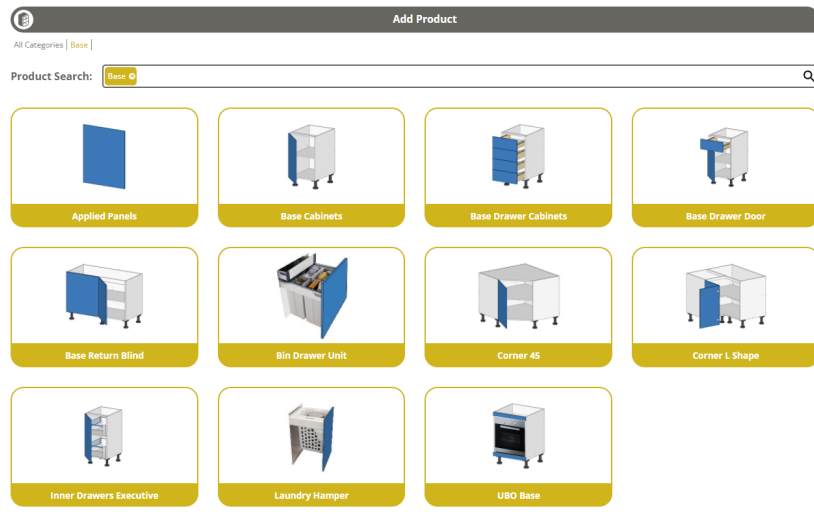 Add Product
All Categories | Base |
Product Search: Base
Applied Panels
Base Cabinets
Base Drawer Cabinets
Base Drawer Door
Base Return Blind
Bin Drawer Unit
Corner 45
Corner L Shape
Inner Drawers Executive
Laundry Hamper
UBO Base